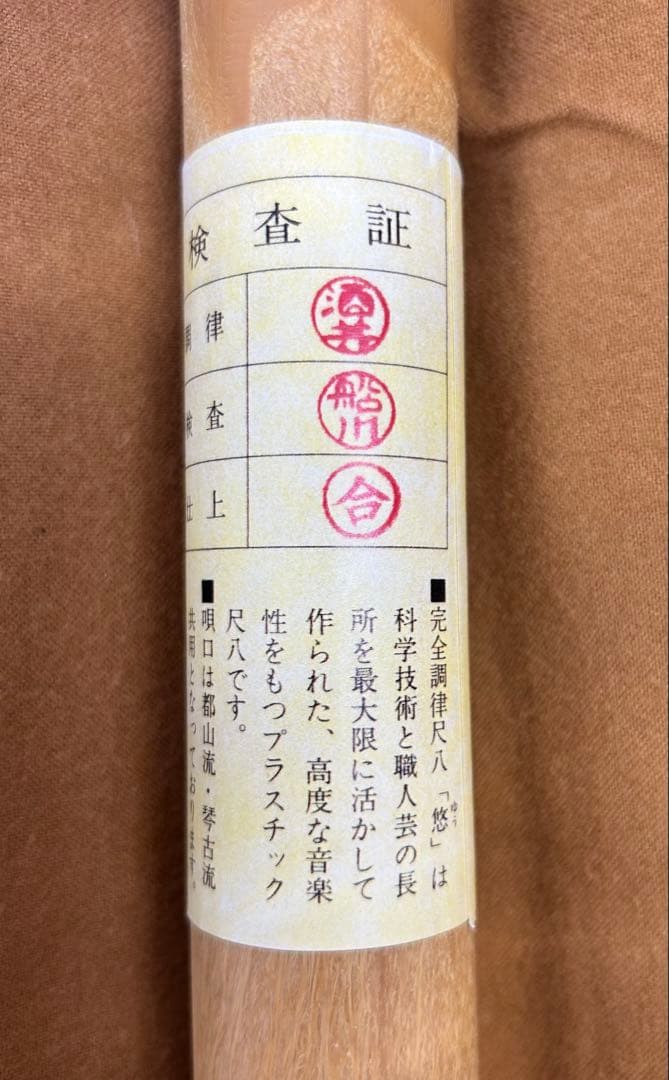 検査証
調律
酒井
検査
船川
仕上
合
■完全調律尺八「悠」は
ゆう
科学技術と職人芸の長
所を最大限に活かして
作られた、高度な音楽
性をもつプラスチック
尺八です。
■唄口は都山流・琴古流
共用となっております。